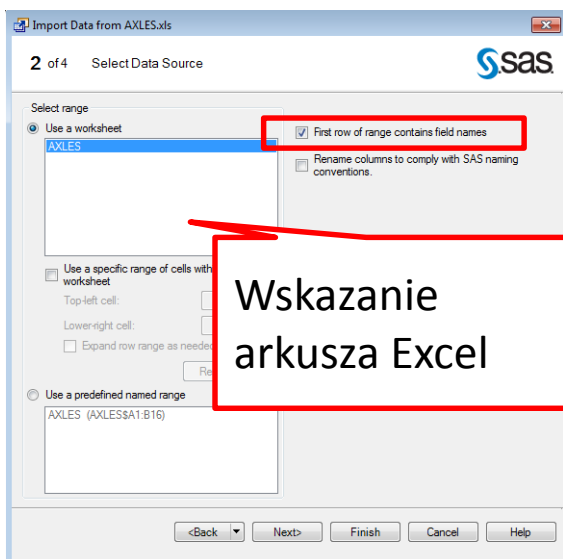 Import Data from AXLES.xls
2 of 4 Select Data Source
sas
Select range
Use a worksheet
AXLES
First row of range contains field names
Rename columns to comply with SAS naming
conventions.
Use a specific range of cells with
worksheet
Top-left cell:
Lower-right cell:
Expand row range as needed
Re
Wskazanie
arkusza Excel
Use a predefined named range
AXLES (AXLES$A1:B16)
<Back
Next>
Finish
Cancel
Help